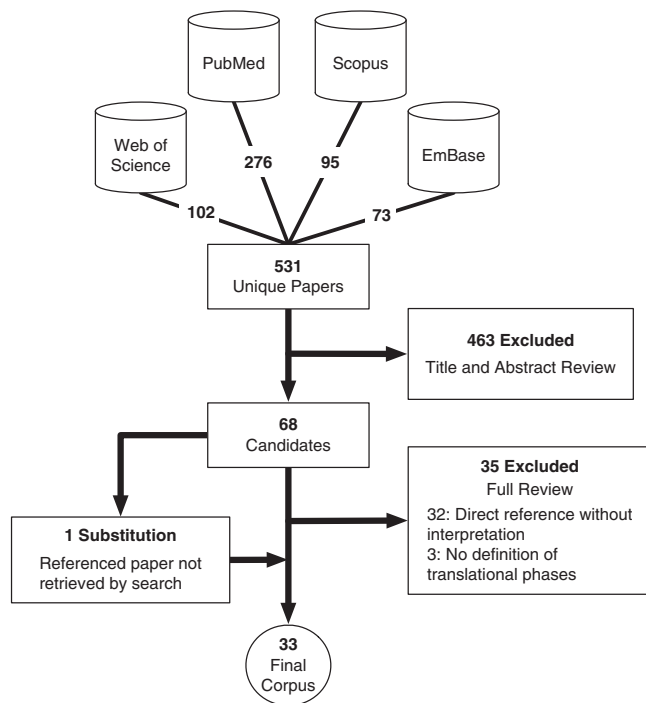 PubMed
Scopus
Web of
Science
EmBase
276
95
102
73
531
Unique Papers
463 Excluded
Title and Abstract Review
68
Candidates
35 Excluded
Full Review
32: Direct reference without
interpretation
3: No definition of
translational phases
1 Substitution
Referenced paper not
retrieved by search
33
Final
Corpus